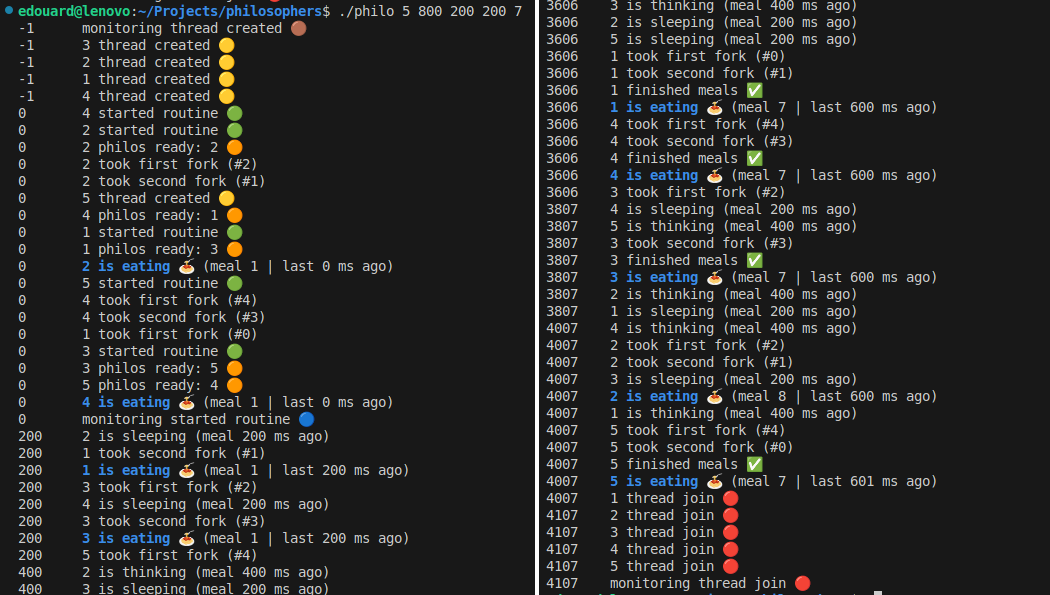 edouard@lenovo:~/Projects/philosophers$ ./philo 5 800 200 200 7
-1 monitoring thread created 🟤
-1 3 thread created 🟡
-1 2 thread created 🟡
-1 1 thread created 🟡
-1 4 thread created 🟡
0 4 started routine 🟢
0 2 started routine 🟢
0 2 philos ready: 2 🟠
0 2 took first fork (#2)
0 2 took second fork (#1)
0 5 thread created 🟡
0 4 philos ready: 1 🟠
0 1 started routine 🟢
0 1 philos ready: 3 🟠
0 2 is eating 🍝 (meal 1 | last 0 ms ago)
0 5 started routine 🟢
0 4 took first fork (#4)
0 4 took second fork (#3)
0 1 took first fork (#0)
0 3 started routine 🟢
0 3 philos ready: 5 🟠
0 5 philos ready: 4 🟠
0 4 is eating 🍝 (meal 1 | last 0 ms ago)
0 monitoring started routine 🔵
200 2 is sleeping (meal 200 ms ago)
200 1 took second fork (#1)
200 1 is eating 🍝 (meal 1 | last 200 ms ago)
200 3 took first fork (#2)
200 4 is sleeping (meal 200 ms ago)
200 3 took second fork (#3)
200 3 is eating 🍝 (meal 1 | last 200 ms ago)
200 5 took first fork (#4)
400 2 is thinking (meal 400 ms ago)
400 3 is sleeping (meal 200 ms ago)
3606 3 is thinking (meal 400 ms ago)
3606 2 is sleeping (meal 200 ms ago)
3606 5 is sleeping (meal 200 ms ago)
3606 1 took first fork (#0)
3606 1 took second fork (#1)
3606 1 finished meals ✅
3606 1 is eating 🍝 (meal 7 | last 600 ms ago)
3606 4 took first fork (#4)
3606 4 took second fork (#3)
3606 4 finished meals ✅
3606 4 is eating 🍝 (meal 7 | last 600 ms ago)
3606 3 took first fork (#2)
3807 4 is sleeping (meal 200 ms ago)
3807 5 is thinking (meal 400 ms ago)
3807 3 took second fork (#3)
3807 3 finished meals ✅
3807 3 is eating 🍝 (meal 7 | last 600 ms ago)
3807 2 is thinking (meal 400 ms ago)
3807 1 is sleeping (meal 200 ms ago)
4007 4 is thinking (meal 400 ms ago)
4007 2 took first fork (#2)
4007 2 took second fork (#1)
4007 3 is sleeping (meal 200 ms ago)
4007 2 is eating 🍝 (meal 8 | last 600 ms ago)
4007 1 is thinking (meal 400 ms ago)
4007 5 took first fork (#4)
4007 5 took second fork (#0)
4007 5 finished meals ✅
4007 5 is eating 🍝 (meal 7 | last 601 ms ago)
4007 1 thread join 🔴
4107 2 thread join 🔴
4107 3 thread join 🔴
4107 4 thread join 🔴
4107 5 thread join 🔴
4107 monitoring thread join 🔴